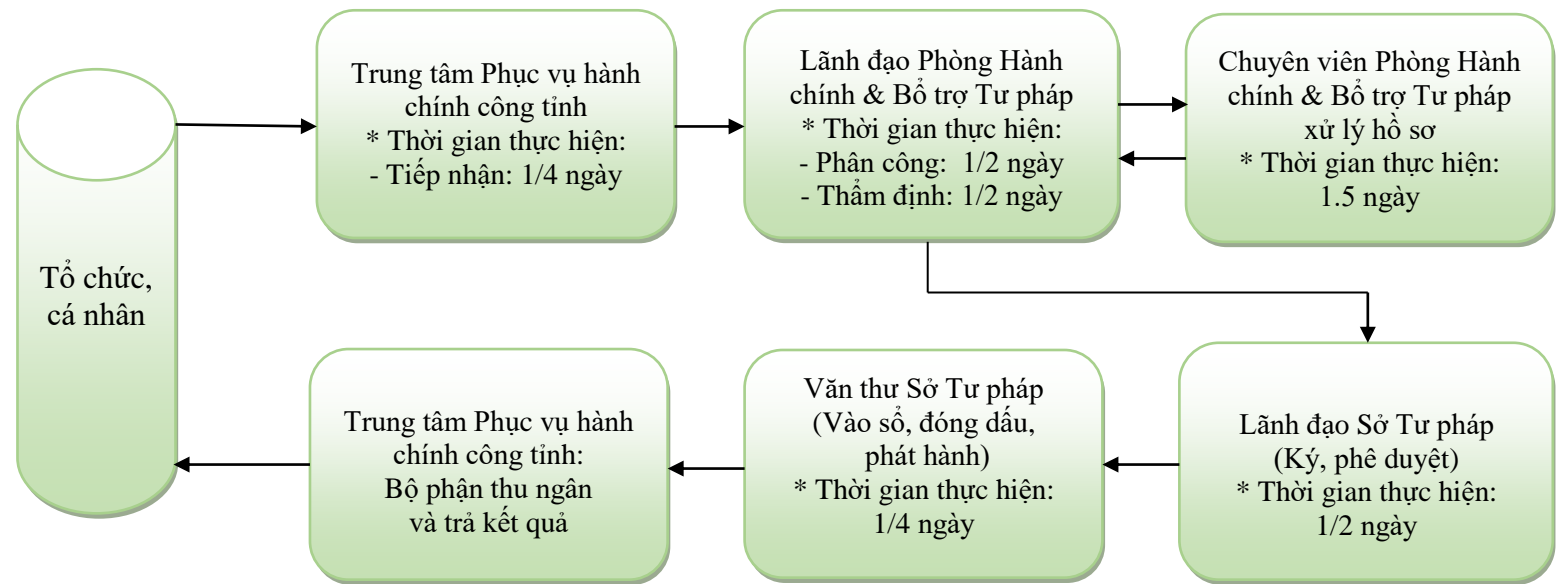 Tổ chức,
cá nhân
Trung tâm Phục vụ hành
chính công tỉnh
* Thời gian thực hiện:
- Tiếp nhận: 1/4 ngày
Lãnh đạo Phòng Hành
chính & Bổ trợ Tư pháp
* Thời gian thực hiện:
- Phân công: 1/2 ngày
- Thẩm định: 1/2 ngày
Chuyên viên Phòng Hành
chính & Bổ trợ Tư pháp
xử lý hồ sơ
* Thời gian thực hiện:
1.5 ngày
Lãnh đạo Sở Tư pháp
(Ký, phê duyệt)
* Thời gian thực hiện:
1/2 ngày
Văn thư Sở Tư pháp
(Vào sổ, đóng dấu,
phát hành)
* Thời gian thực hiện:
1/4 ngày
Trung tâm Phục vụ hành
chính công tỉnh:
Bộ phận thu ngân
và trả kết quả